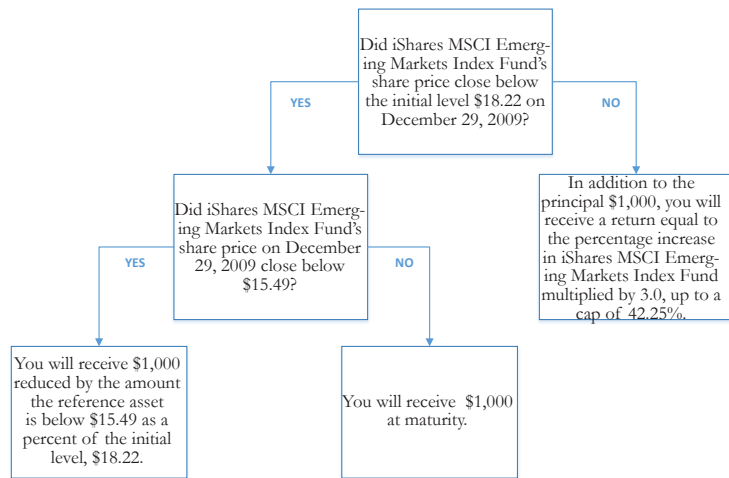 Did iShares MSCI Emerg-
ing Markets Index Fund's
share price close below
the initial level $18.22 on
December 29, 2009?
YES
NO
Did iShares MSCI Emerg-
ing Markets Index Fund's
share price on December
29, 2009 close below
$15.49?
In addition to the
principal $1,000, you will
receive a return equal to
the percentage increase
in iShares MSCI Emerg-
ing Markets Index Fund
multiplied by 3.0, up to a
cap of 42.25%.
YES
NO
You will receive $1,000
reduced by the amount
the reference asset
is below $15.49 as a
percent of the initial
level, $18.22.
You will receive $1,000
at maturity.